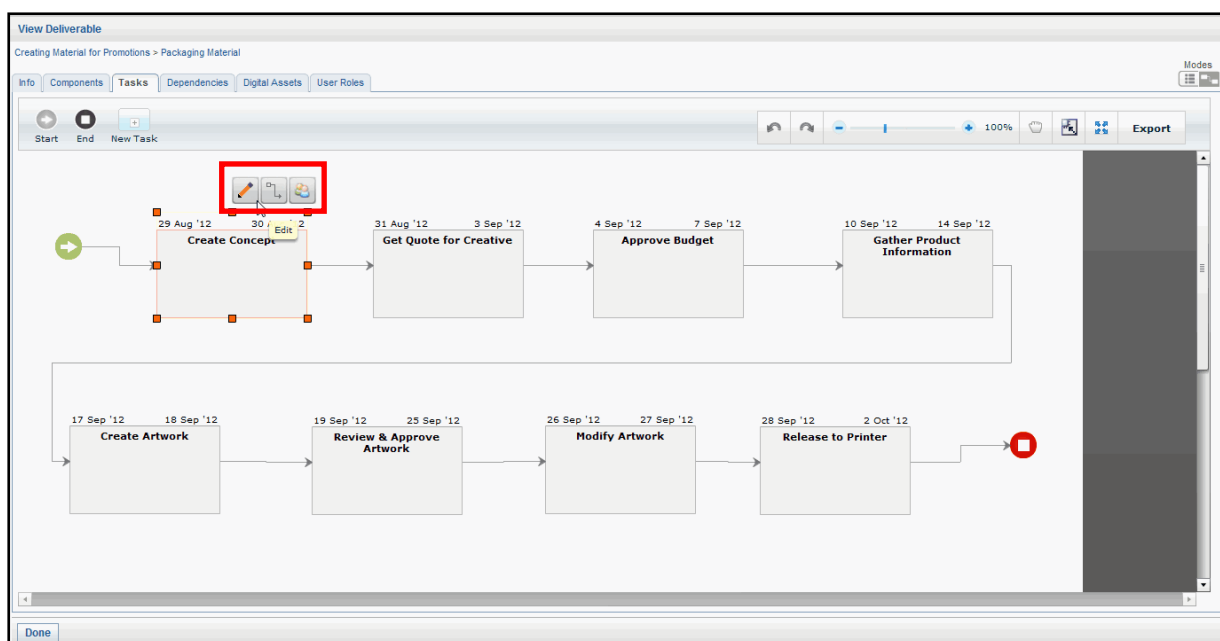 View Deliverable
Creating Material for Promotions > Packaging Material
Modes
Info Components Tasks Dependencies Digital Assets User Roles
Start End New Task
100% Export
29 Aug '12 30 31 Aug '12 3 Sep '12 4 Sep '12 7 Sep '12 10 Sep '12 14 Sep '12
Edit
Create Concept Get Quote for Creative Approve Budget Gather Product
Information
17 Sep '12 18 Sep '12 19 Sep '12 25 Sep '12 26 Sep '12 27 Sep '12 28 Sep '12 2 Oct '12
Create Artwork Review & Approve Modify Artwork Release to Printer
Artwork
Done